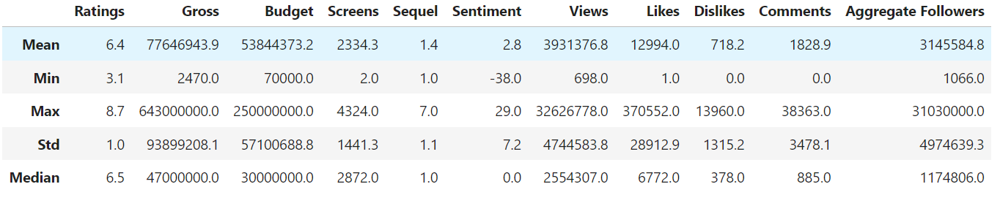 Ratings Gross Budget Screens Sequel Sentiment Views Likes Dislikes Comments Aggregate Followers
Mean 6.4 77646943.9 53844373.2 2334.3 1.4 2.8 3931376.8 12994.0 718.2 1828.9 3145584.8
Min 3.1 2470.0 70000.0 2.0 1.0 -38.0 698.0 1.0 0.0 0.0 1066.0
Max 8.7 643000000.0 250000000.0 4324.0 7.0 29.0 32626778.0 370552.0 13960.0 38363.0 31030000.0
Std 1.0 93899208.1 57100688.8 1441.3 1.1 7.2 4744583.8 28912.9 1315.2 3478.1 4974639.3
Median 6.5 47000000.0 30000000.0 2872.0 1.0 0.0 2554307.0 6772.0 378.0 885.0 1174806.0